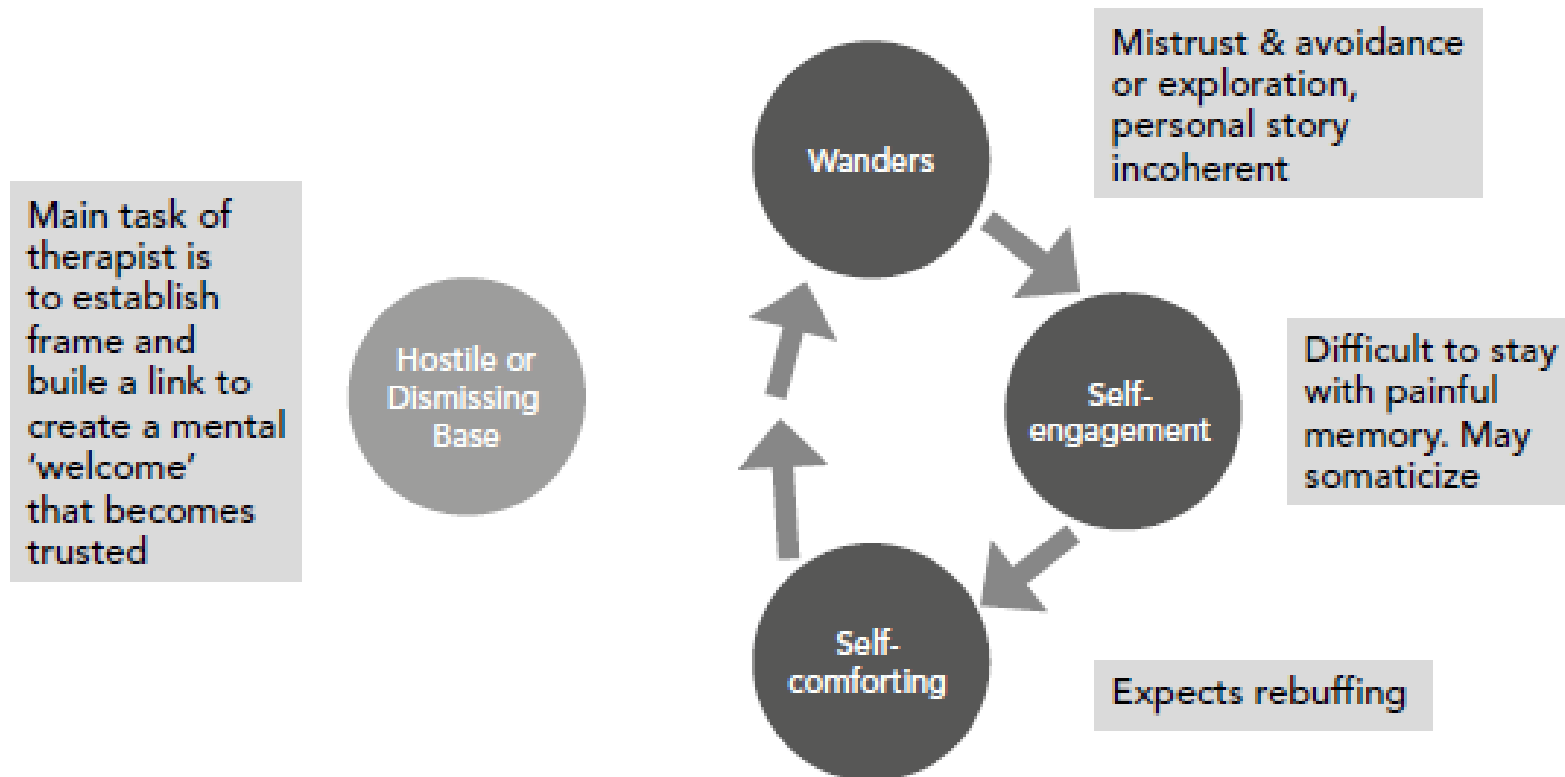 Main task of
therapist is
to establish
frame and
buile a link to
create a mental
‘welcome’
that becomes
trusted
Hostile or
Dismissing
Base
Wanders
Mistrust & avoidance
or exploration,
personal story
incoherent
Self-
engagement
Difficult to stay
with painful
memory. May
somaticize
Self-
comforting
Expects rebuffing